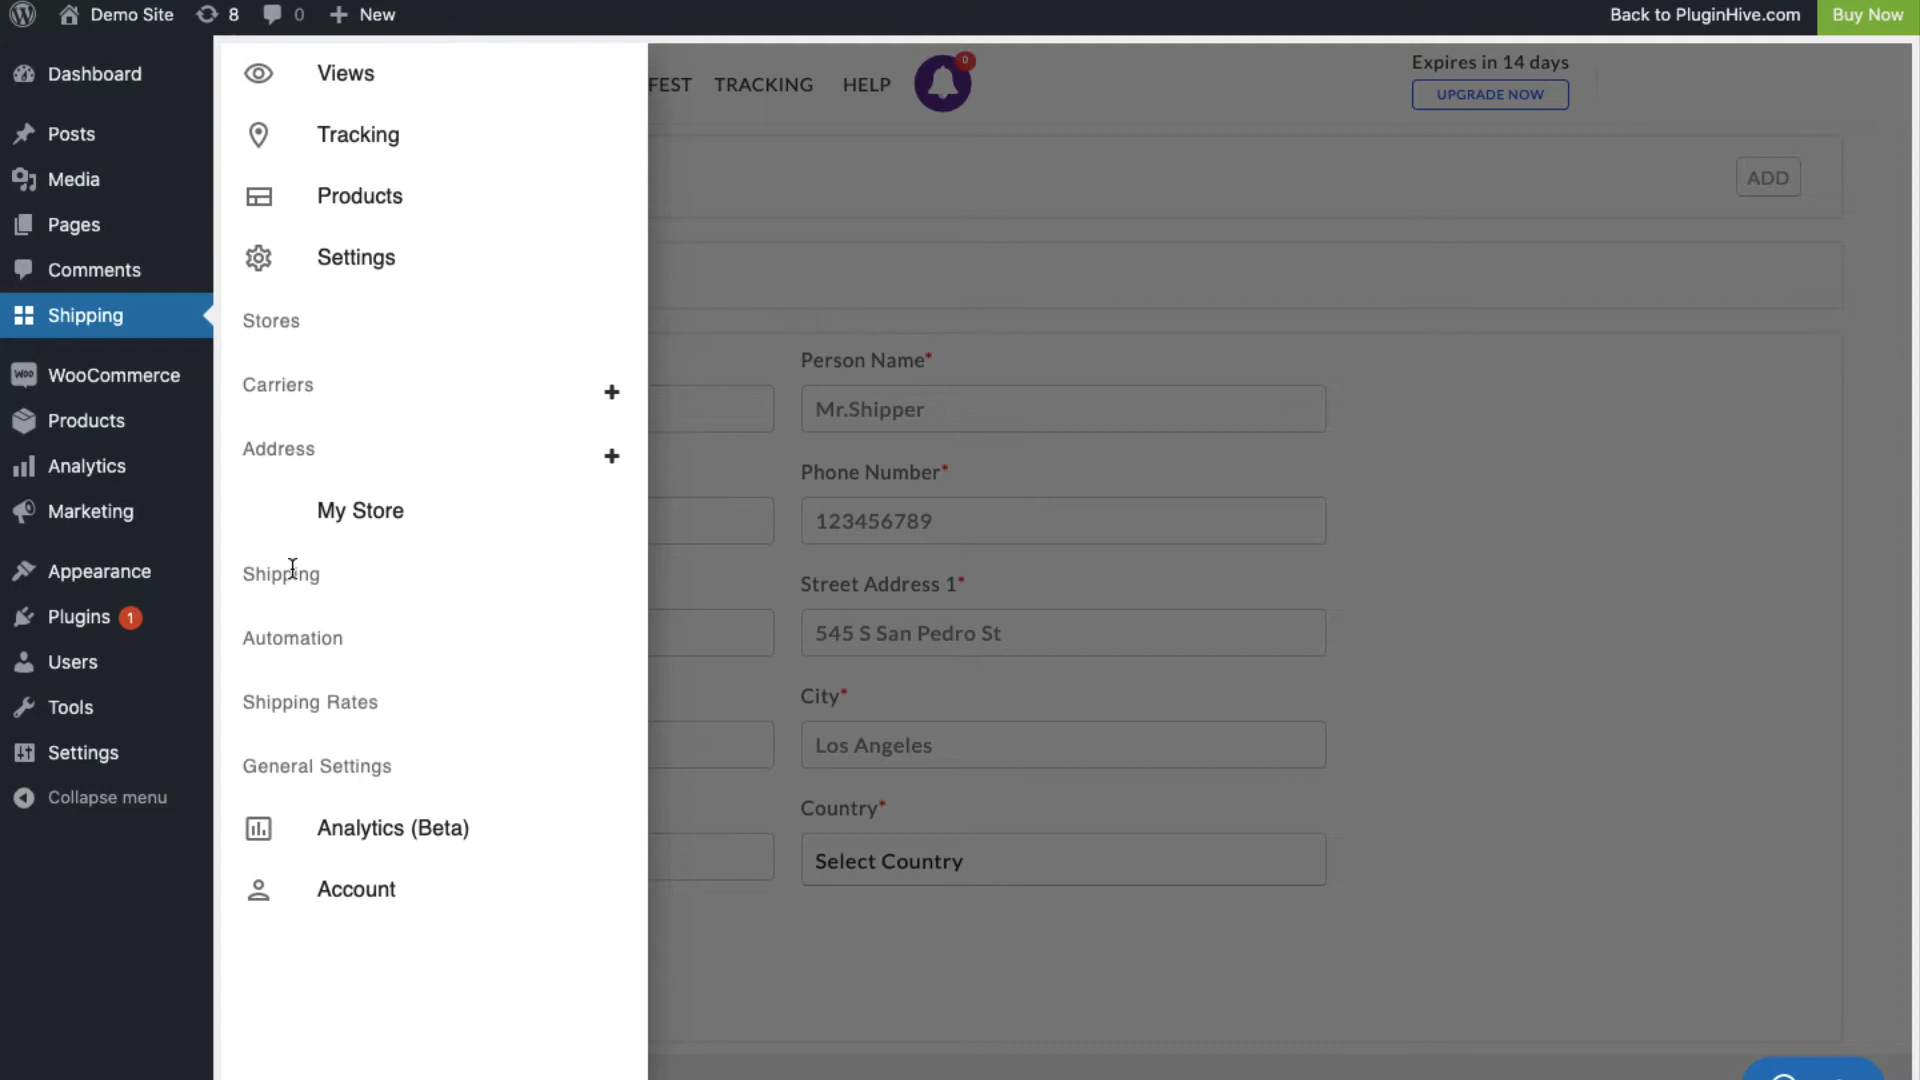 Demo Site 8 0 New Back to PluginHive.com Buy Now
Dashboard
Posts
Media
Pages
Comments
Shipping
WOO WooCommerce
Products
Analytics
Marketing
Appearance
Plugins 1
Users
Tools
Settings
Collapse menu
Views
Tracking
Products
Settings
Stores
Carriers +
Address +
My Store
Shipping
Automation
Shipping Rates
General Settings
Analytics (Beta)
Account
FEST TRACKING HELP 0
Expires in 14 days
UPGRADE NOW
ADD
Person Name*
Mr.Shipper
Phone Number*
123456789
Street Address 1*
545 S San Pedro St
City*
Los Angeles
Country*
Select Country